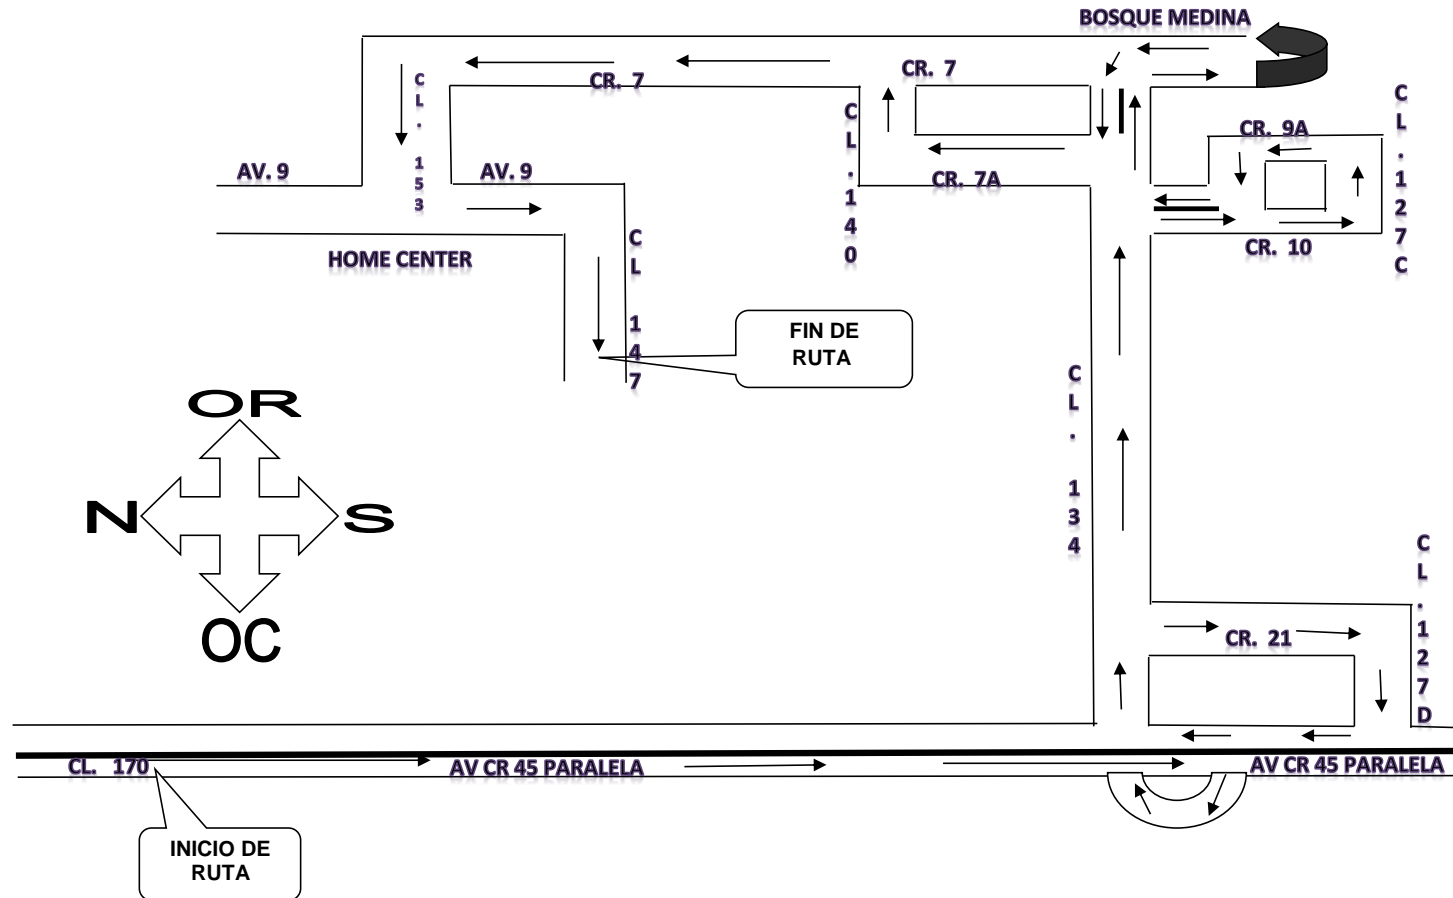 BOSQUE MEDINA
CR. 7
CR. 7
CL. 153
CL. 140
CL. 127C
CR. 9A
AV. 9
AV. 9
CR. 7A
CR. 10
HOME CENTER
CL 147
FIN DE
RUTA
CL. 134
OR
N
S
OC
CL. 127D
CR. 21
CL. 170
AV CR 45 PARALELA
AV CR 45 PARALELA
INICIO DE
RUTA